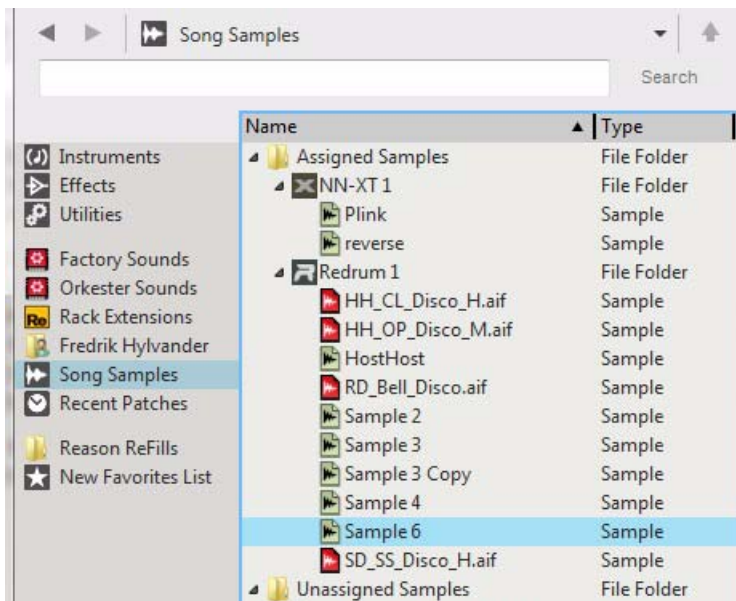 Song Samples
Search
Name Type
Instruments
Effects
Utilities
Factory Sounds
Orkester Sounds
Re Rack Extensions
Fredrik Hylvander
Song Samples
Recent Patches
Reason ReFills
New Favorites List
Assigned Samples File Folder
NN-XT 1 File Folder
Plink Sample
reverse Sample
Redrum 1 File Folder
HH_CL_Disco_H.aif Sample
HH_OP_Disco_M.aif Sample
HostHost Sample
RD_Bell_Disco.aif Sample
Sample 2 Sample
Sample 3 Sample
Sample 3 Copy Sample
Sample 4 Sample
Sample 6 Sample
SD_SS_Disco_H.aif Sample
Unassigned Samples File Folder